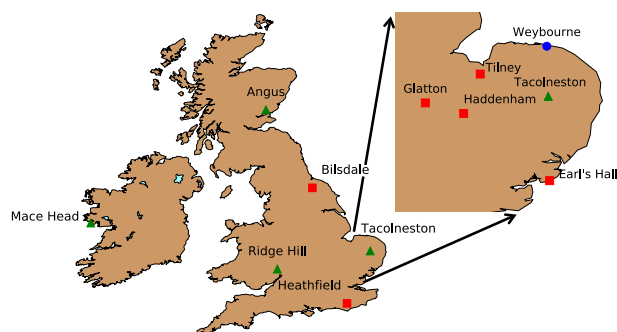 Weybourne
Tilney
Glatton
Tacolneston
Haddenham
Angus
Bilsdale
Earl's Hall
Mace Head
Tacolneston
Ridge Hill
Heathfield